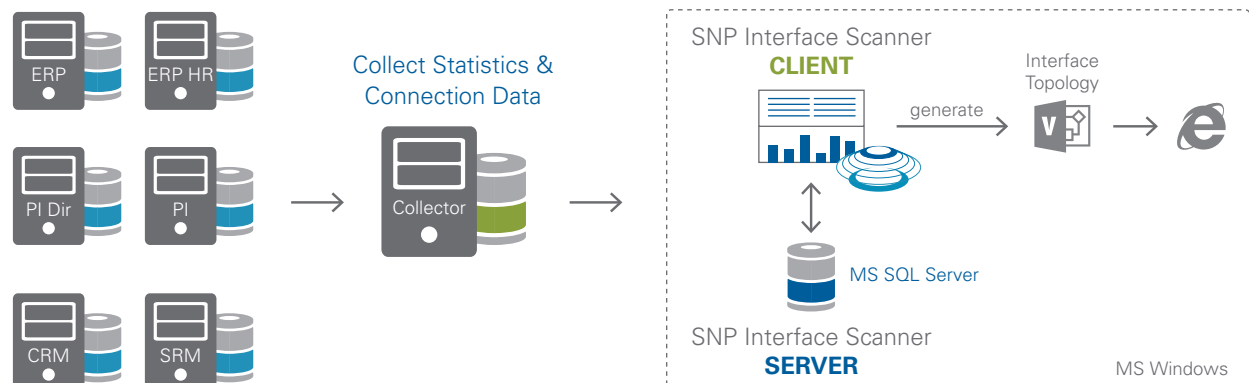 ERP
ERP HR
PI Dir
PI
CRM
SRM
Collect Statistics &
Connection Data
Collector
SNP Interface Scanner
CLIENT
generate
Interface
Topology
V
e
MS SQL Server
SNP Interface Scanner
SERVER
MS Windows